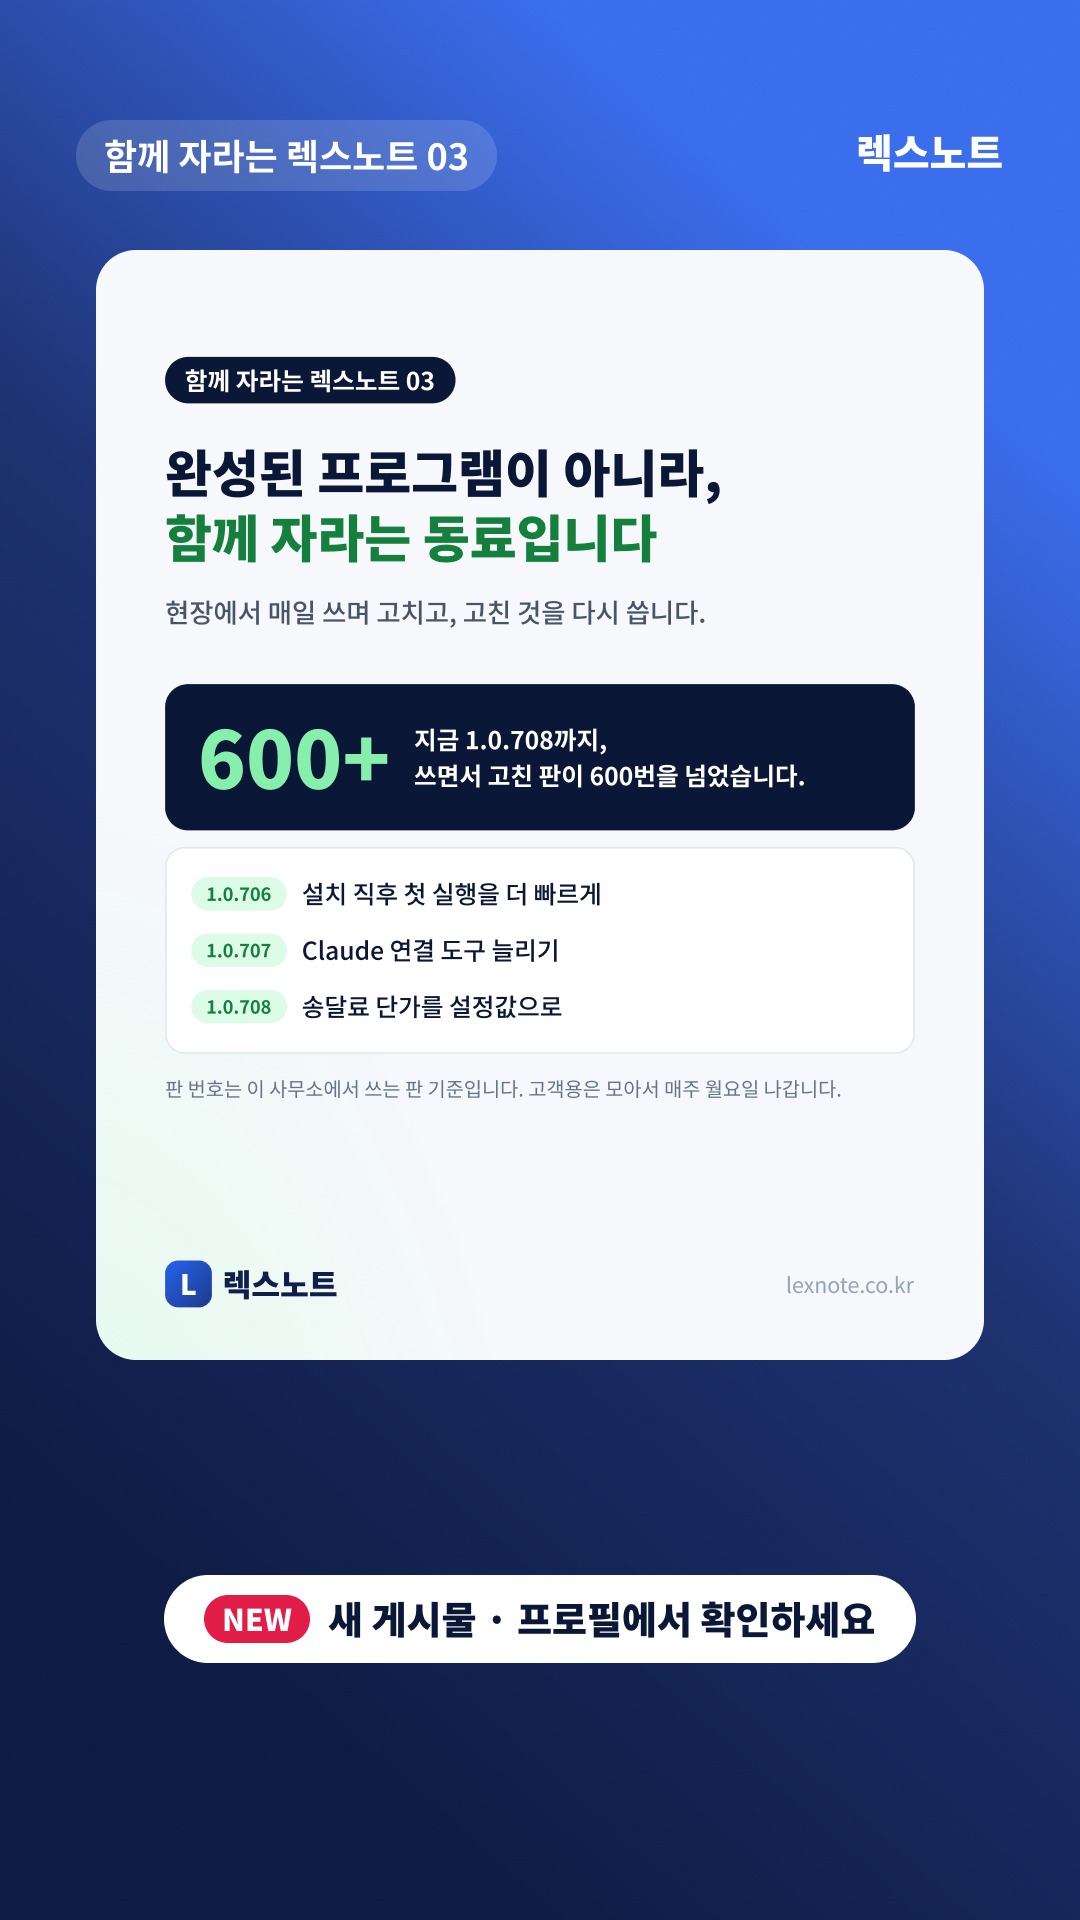 함께 자라는 렉스노트 03
렉스노트
함께 자라는 렉스노트 03
완성된 프로그램이 아니라,
함께 자라는 동료입니다
현장에서 매일 쓰며 고치고, 고친 것을 다시 씁니다.
600+
지금 1.0.708까지,
쓰면서 고친 판이 600번을 넘었습니다.
1.0.706 설치 직후 첫 실행을 더 빠르게
1.0.707 Claude 연결 도구 늘리기
1.0.708 송달료 단가를 설정값으로
판 번호는 이 사무소에서 쓰는 판 기준입니다. 고객용은 모아서 매주 월요일 나갑니다.
L 렉스노트
lexnote.co.kr
NEW 새 게시물 · 프로필에서 확인하세요